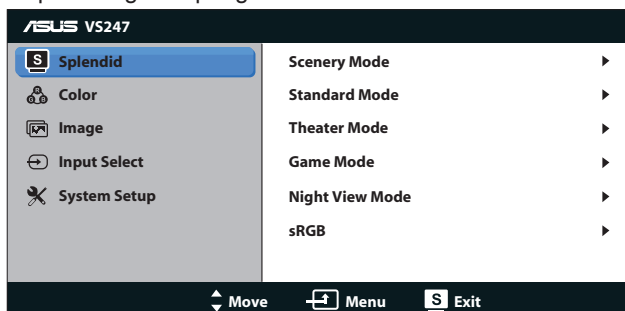 /SUS VS247
S Splendid
Color
Image
Input Select
System Setup
Scenery Mode
Standard Mode
Theater Mode
Game Mode
Night View Mode
sRGB
Move Menu S Exit